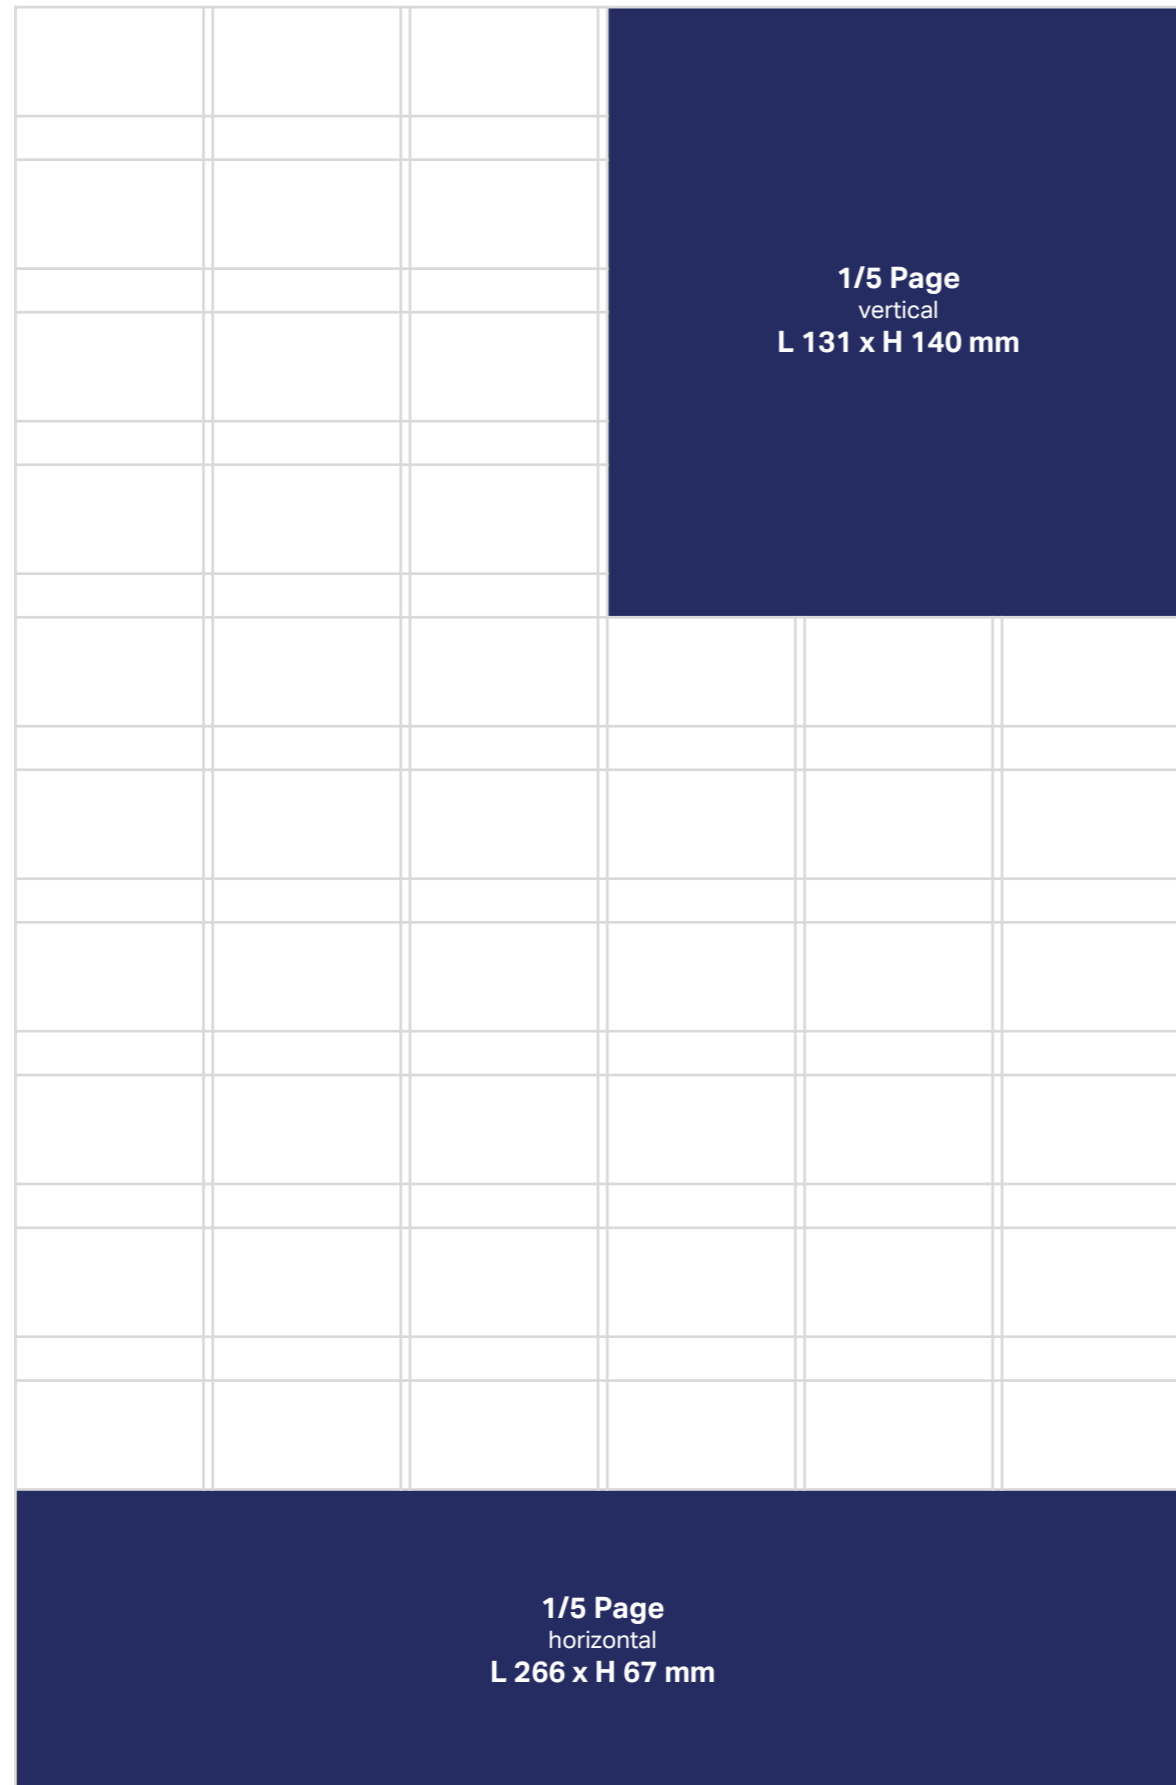 1/5 Page
vertical
L 131 x H 140 mm
1/5 Page
horizontal
L 266 x H 67 mm